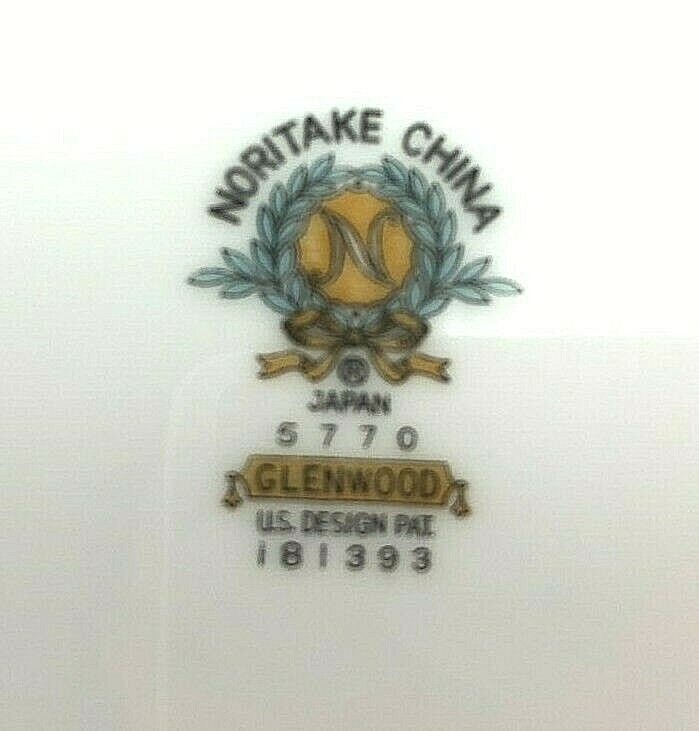 NORITAKE CHINA
N
®
JAPAN
5770
GLENWOOD
U.S. DESIGN PAT.
181393